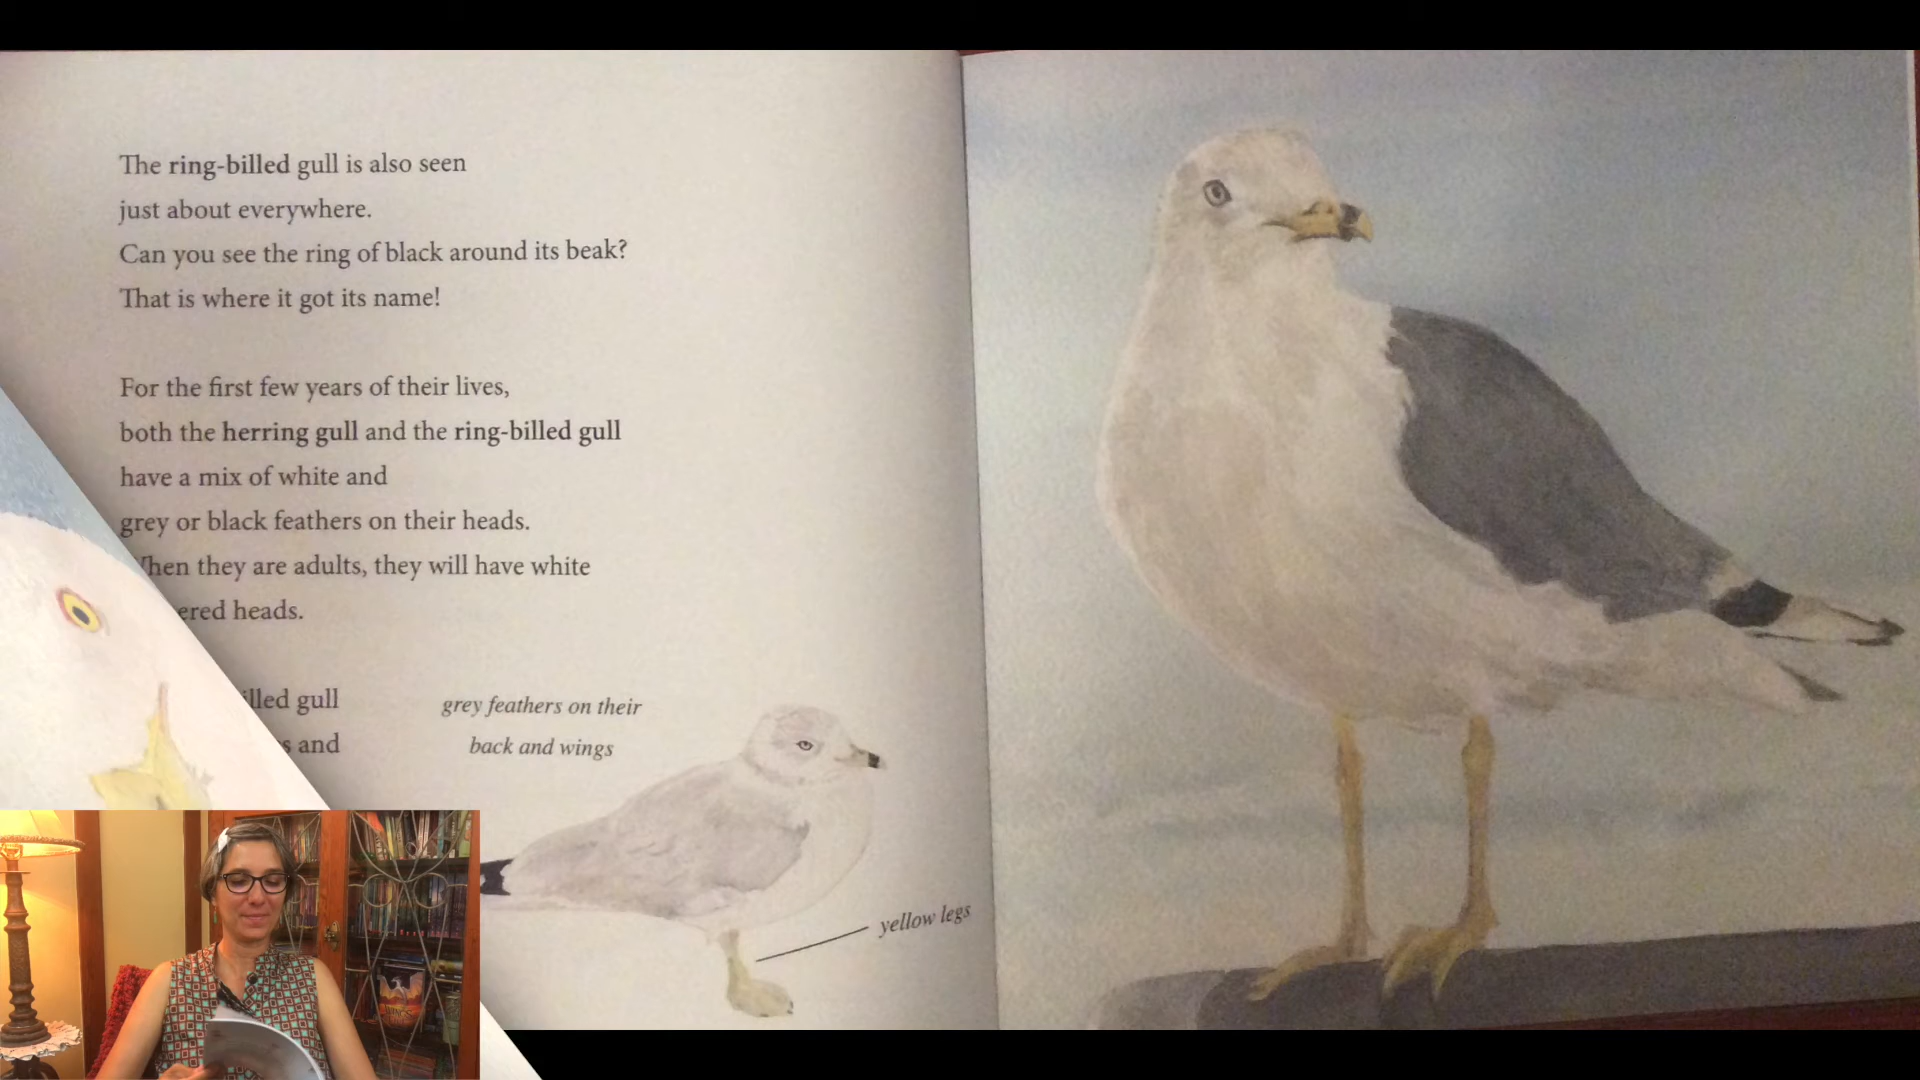 The ring-billed gull is also seen
just about everywhere.
Can you see the ring of black around its beak?
That is where it got its name!
For the first few years of their lives,
both the herring gull and the ring-billed gull
have a mix of white and
grey or black feathers on their heads.
When they are adults, they will have white
heads.
gull
and
grey feathers on their
back and wings
yellow legs